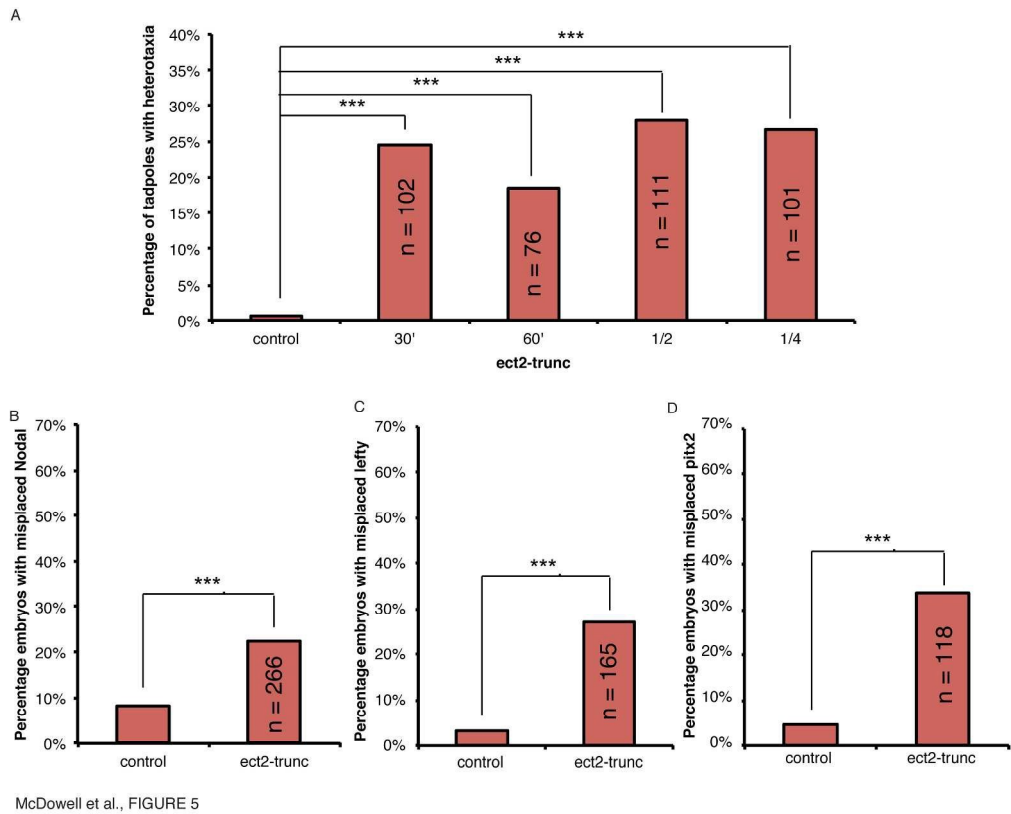 A
Percentage of tadpoles with heterotaxia
40%
35%
30%
25%
20%
15%
10%
5%
0%
***
***
***
***
n = 102
n = 76
n = 111
n = 101
control
30'
60'
1/2
1/4
ect2-trunc
B
Percentage embryos with misplaced Nodal
70%
60%
50%
40%
30%
20%
10%
0%
***
n = 266
control
ect2-trunc
C
Percentage embryos with misplaced lefty
70%
60%
50%
40%
30%
20%
10%
0%
***
n = 165
control
ect2-trunc
D
Percentage embryos with misplaced pitx2
70%
60%
50%
40%
30%
20%
10%
0%
***
n = 118
control
ect2-trunc
McDowell et al., FIGURE 5